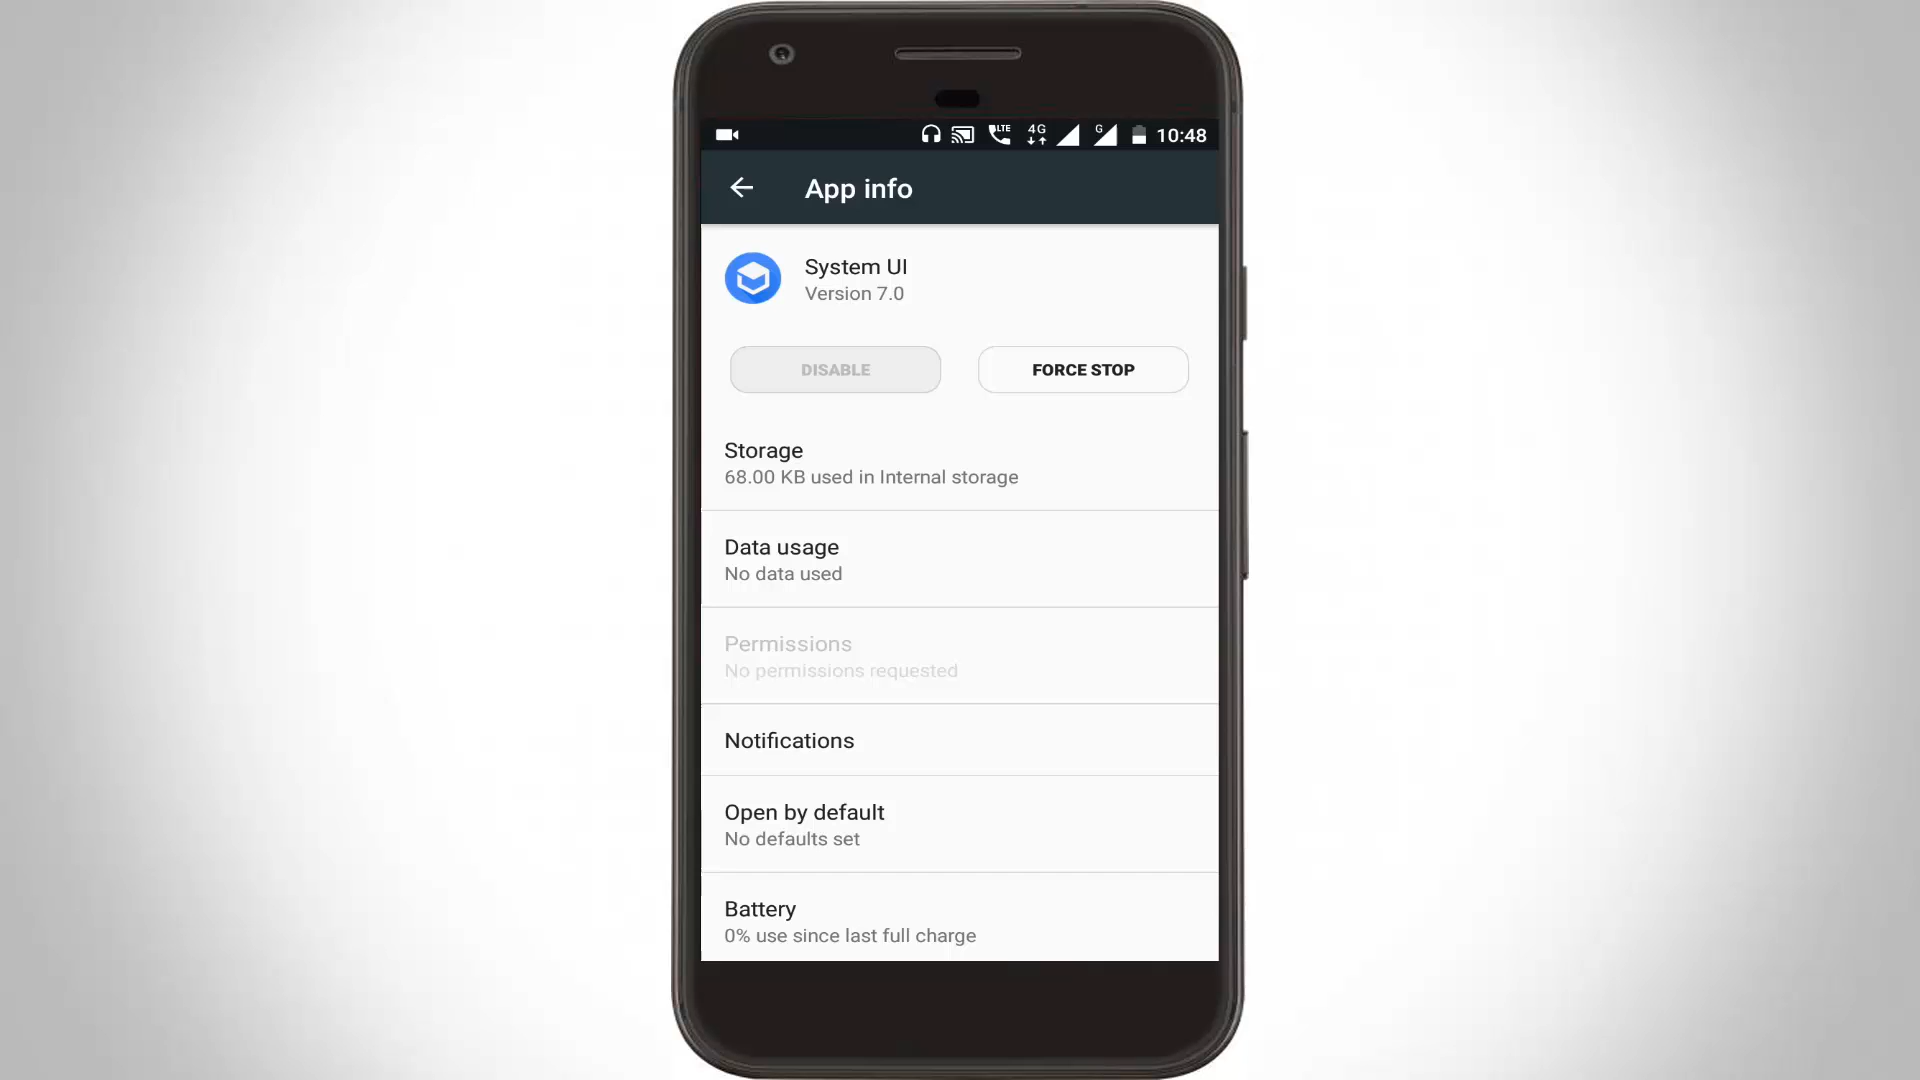 LTE 4G G 10:48
App info
System UI
Version 7.0
DISABLE FORCE STOP
Storage
68.00 KB used in Internal storage
Data usage
No data used
Permissions
No permissions requested
Notifications
Open by default
No defaults set
Battery
0% use since last full charge